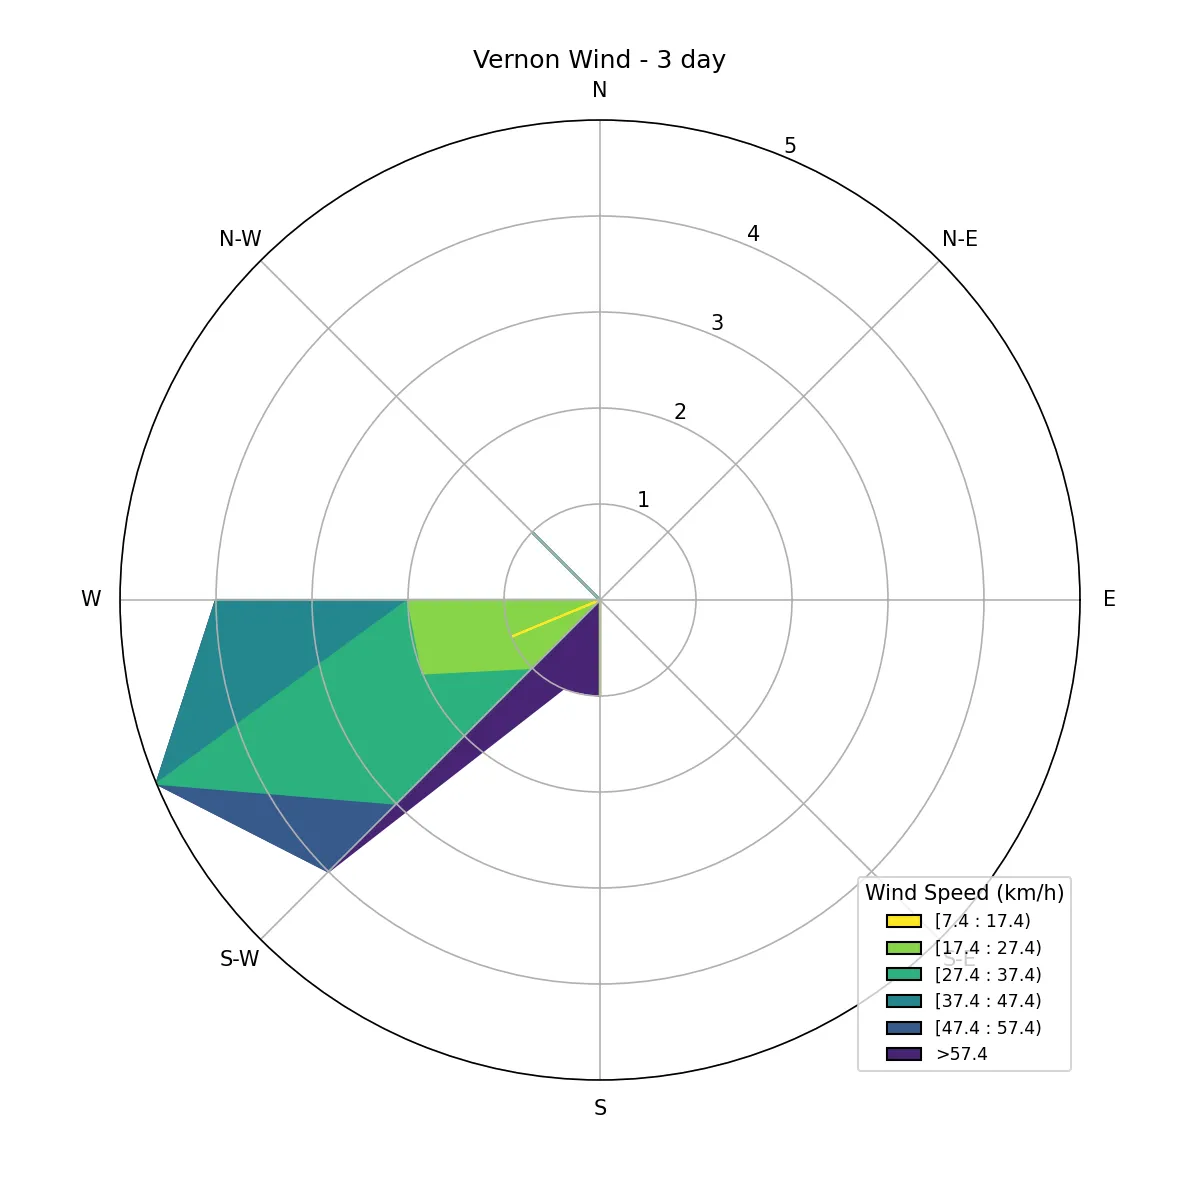 Vernon Wind - 3 day
N
5
N-W
N-E
4
3
2
1
W
E
Wind Speed (km/h)
[7.4 : 17.4)
[17.4 : 27.4)
S-W
S-E
[27.4 : 37.4)
[37.4 : 47.4)
[47.4 : 57.4)
>57.4
S